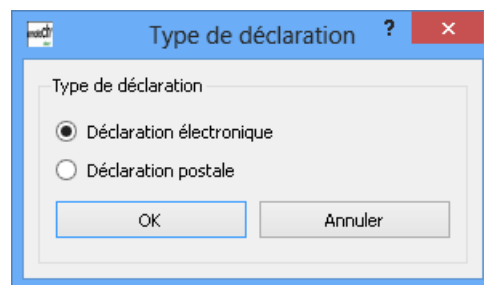 Type de déclaration ?
Type de déclaration
Déclaration électronique
Déclaration postale
OK Annuler